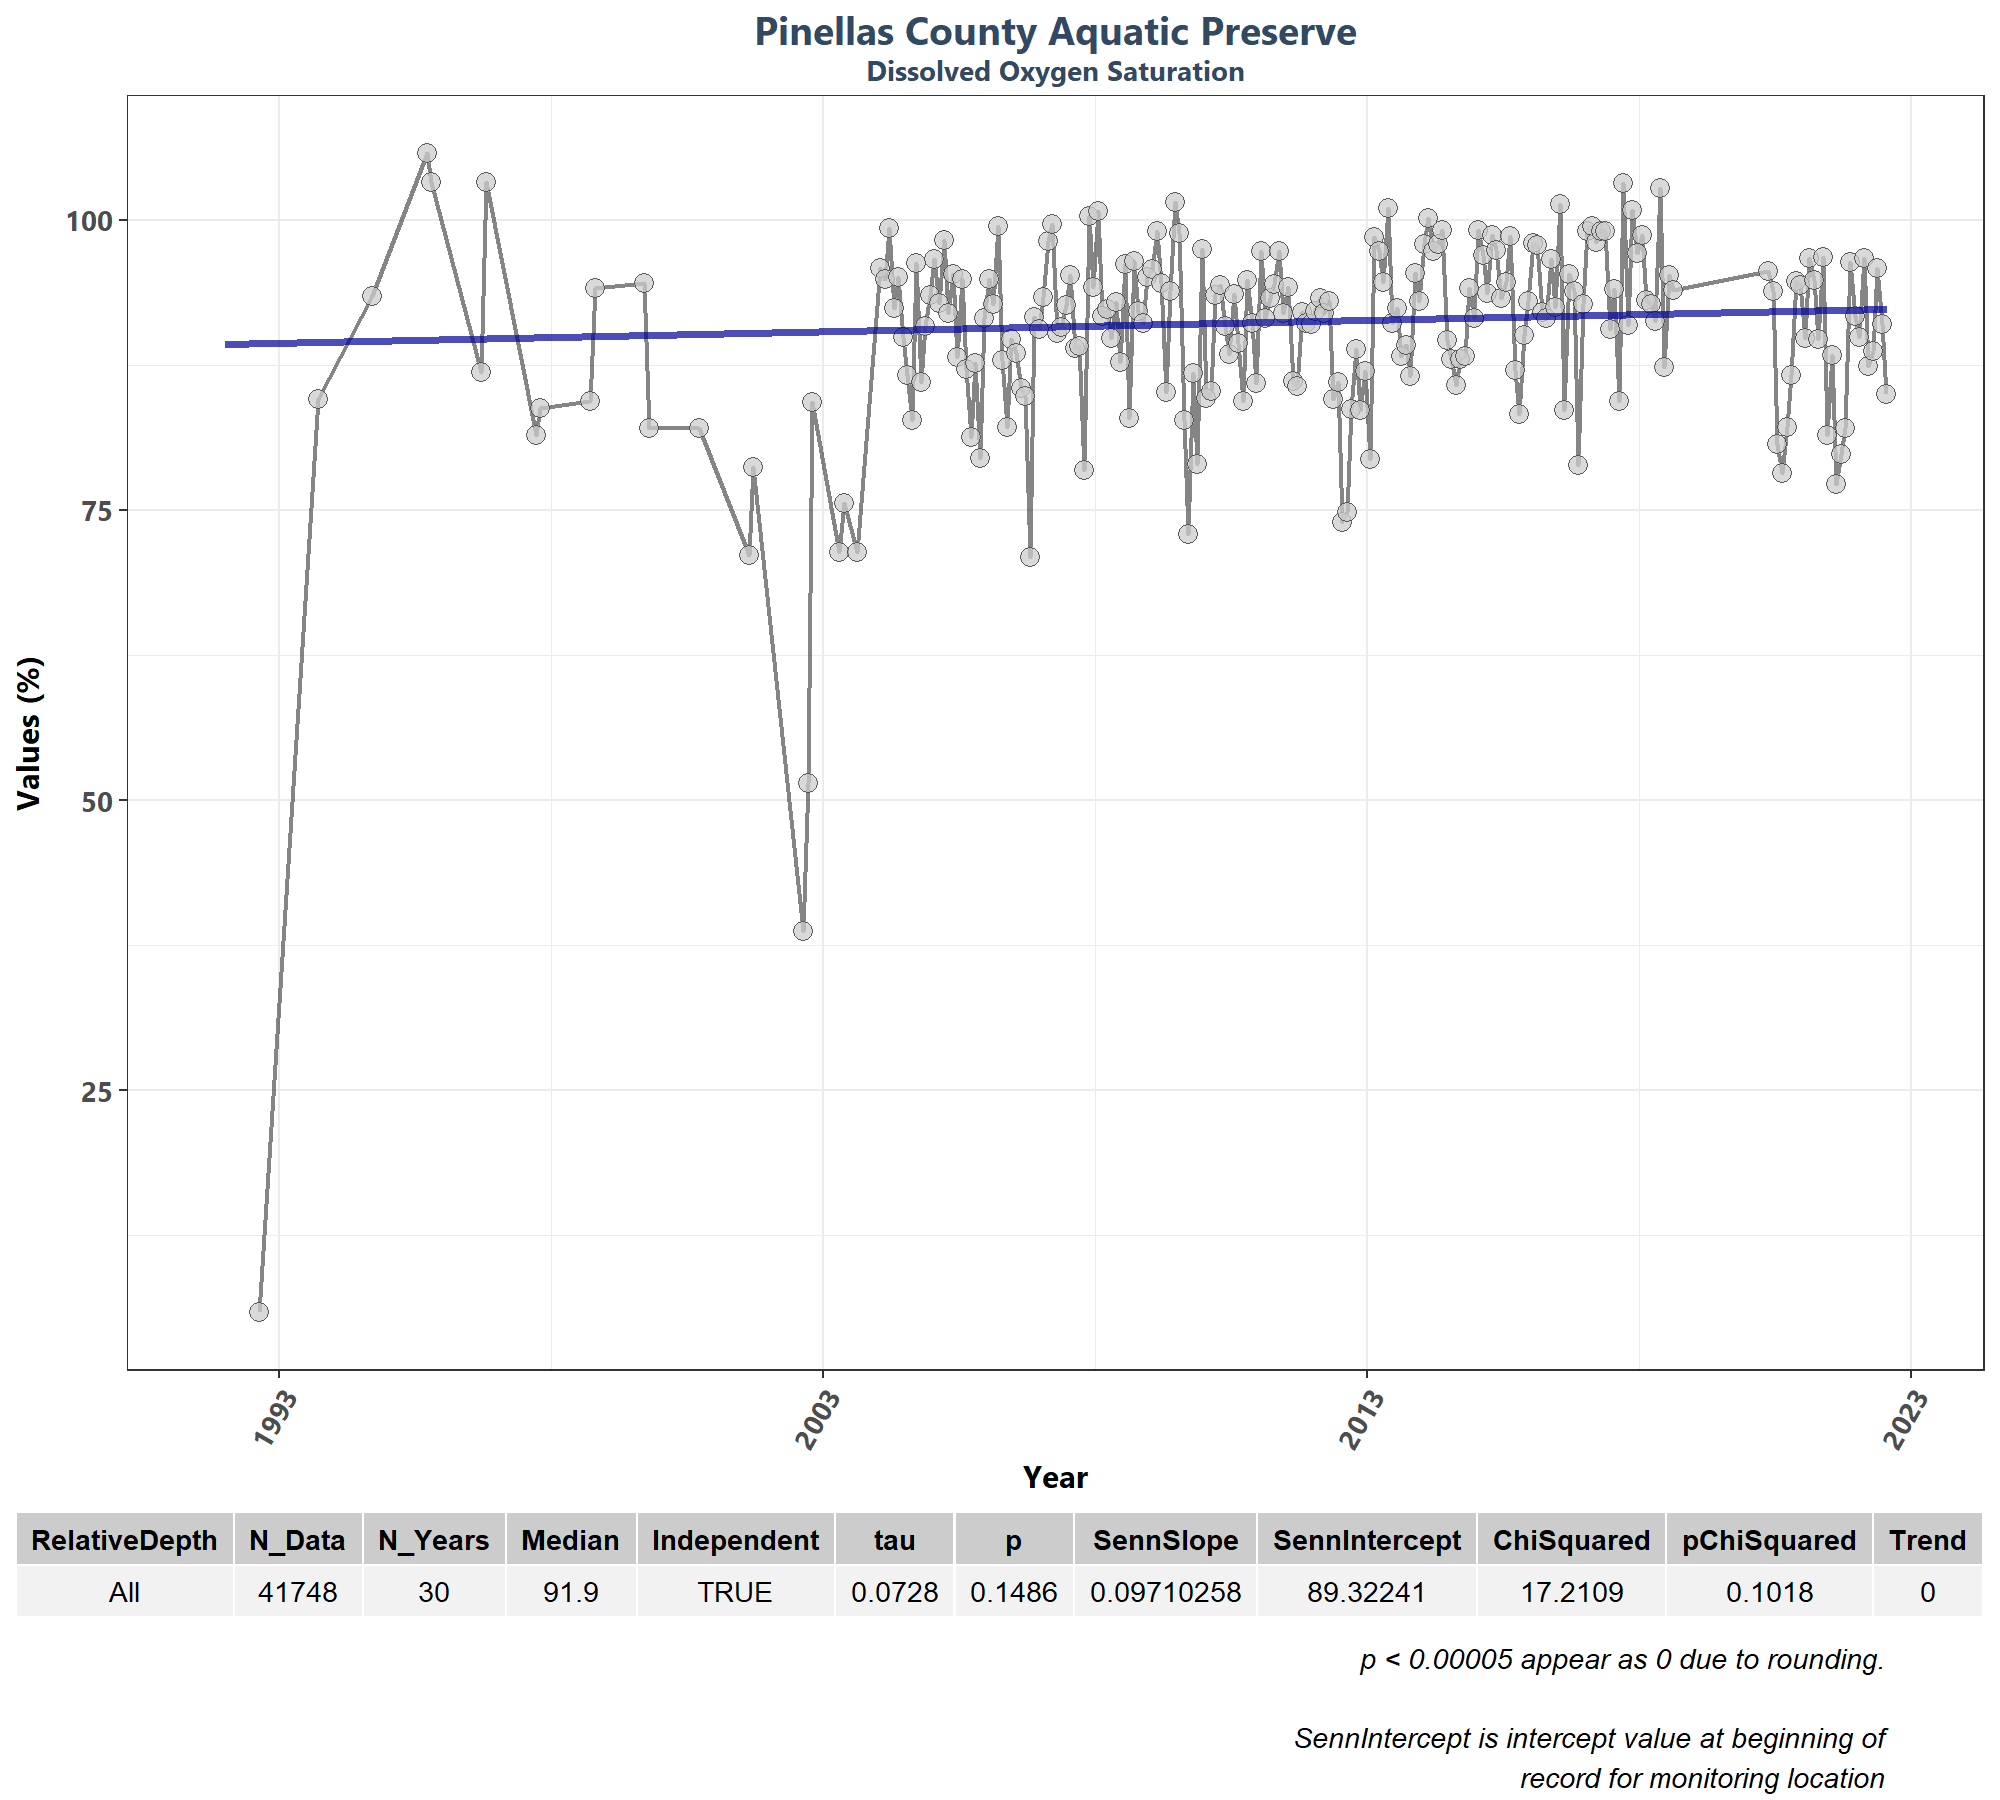 Pinellas County Aquatic Preserve
Dissolved Oxygen Saturation
Values (%)
100
75
50
25
1993
2003
2013
2023
Year
RelativeDepth N_Data N_Years Median Independent tau p SennSlope SennIntercept ChiSquared pChiSquared Trend
All 41748 30 91.9 TRUE 0.0728 0.1486 0.09710258 89.32241 17.2109 0.1018 0
p < 0.00005 appear as 0 due to rounding.
SennIntercept is intercept value at beginning of
record for monitoring location